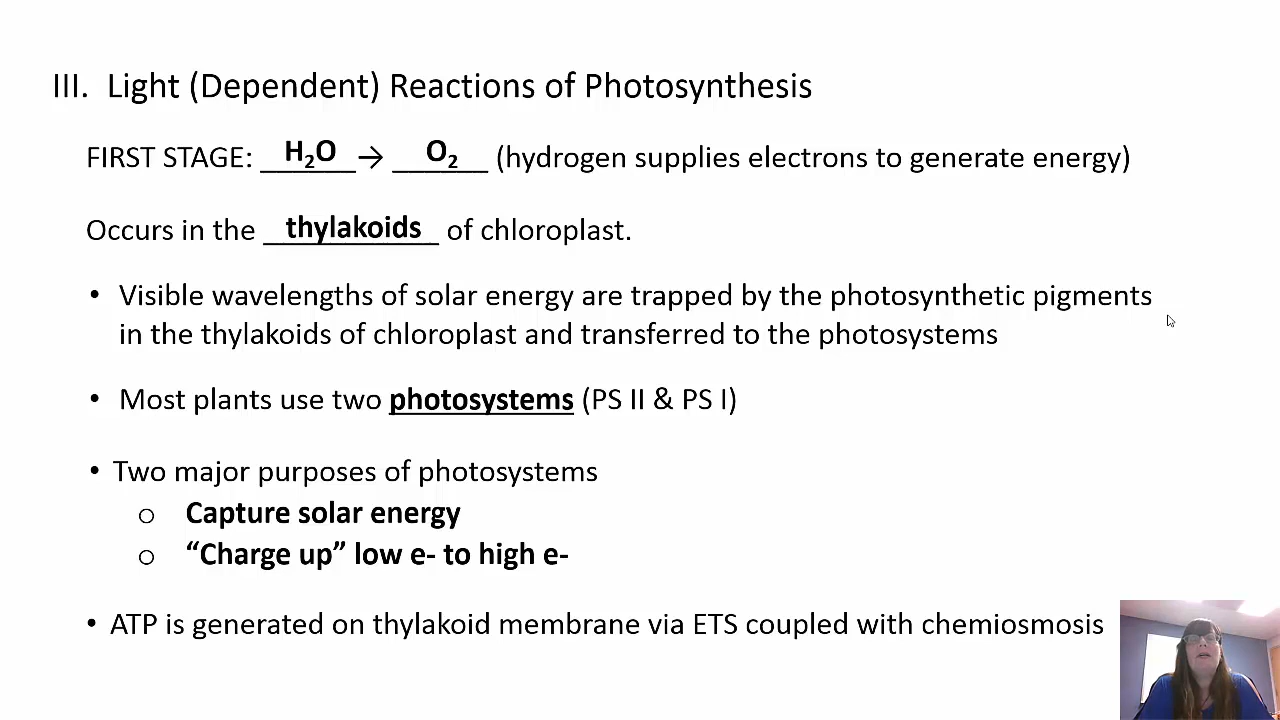 III. Light (Dependent) Reactions of Photosynthesis
FIRST STAGE: H₂O → O₂ (hydrogen supplies electrons to generate energy)
Occurs in the thylakoids of chloroplast.
• Visible wavelengths of solar energy are trapped by the photosynthetic pigments
in the thylakoids of chloroplast and transferred to the photosystems
• Most plants use two photosystems (PS II & PS I)
• Two major purposes of photosystems
o Capture solar energy
o “Charge up” low e- to high e-
• ATP is generated on thylakoid membrane via ETS coupled with chemiosmosis